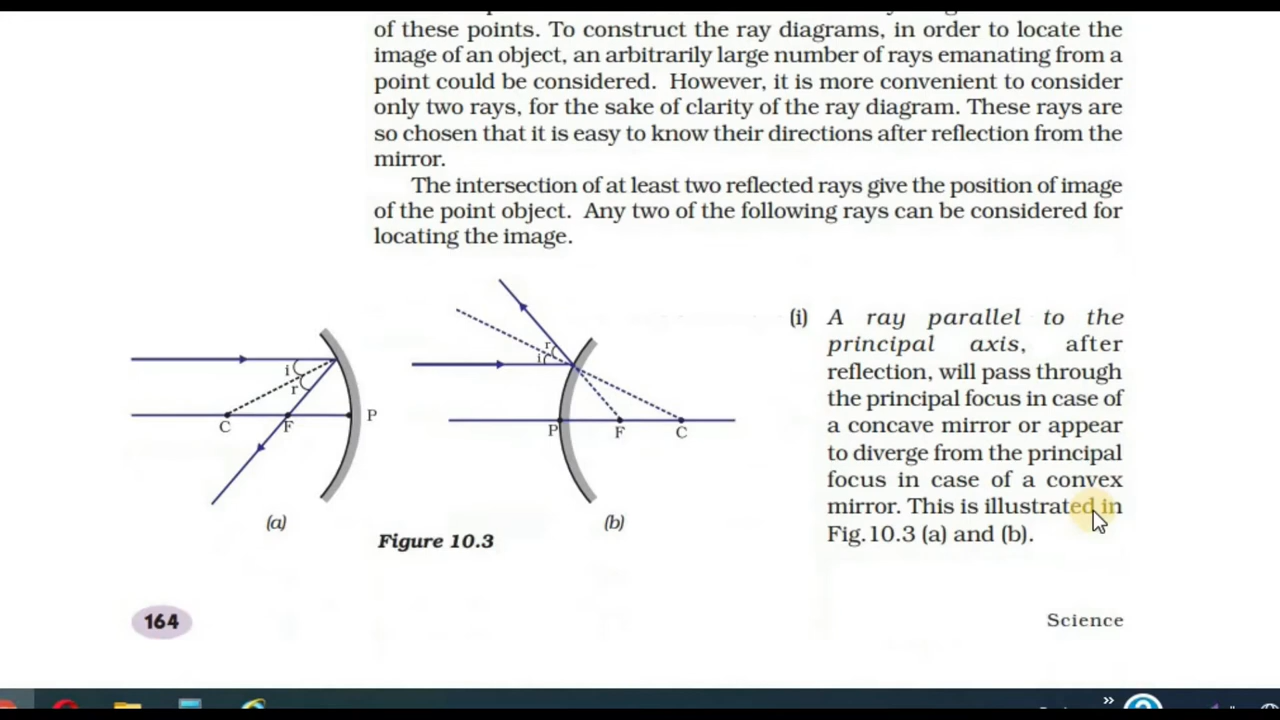 of these points. To construct the ray diagrams, in order to locate the
image of an object, an arbitrarily large number of rays emanating from a
point could be considered. However, it is more convenient to consider
only two rays, for the sake of clarity of the ray diagram. These rays are
so chosen that it is easy to know their directions after reflection from the
mirror.
The intersection of at least two reflected rays give the position of image
of the point object. Any two of the following rays can be considered for
locating the image.
i
r
C
F
P
(a)
r
i
P
F
C
(b)
Figure 10.3
(i) A ray parallel to the
principal axis, after
reflection, will pass through
the principal focus in case of
a concave mirror or appear
to diverge from the principal
focus in case of a convex
mirror. This is illustrated in
Fig.10.3 (a) and (b).
164
Science